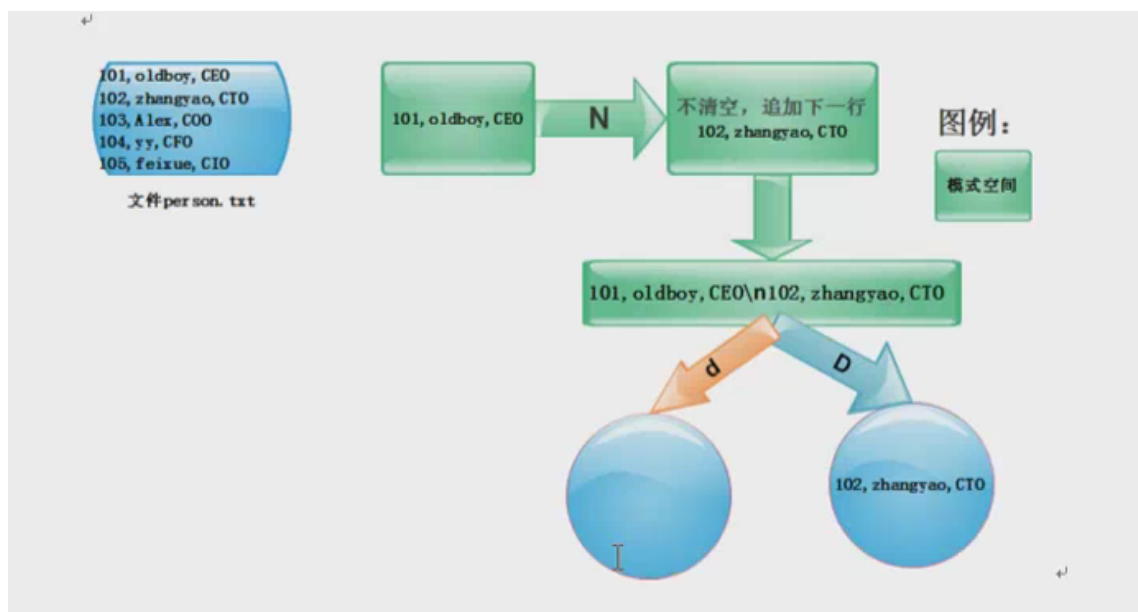 101, oldboy, CEO
102, zhangyao, CTO
103, Alex, COO
104, yy, CFO
105, feixue, CIO
文件person.txt
101, oldboy, CEO
N
不清空，追加下一行
102, zhangyao, CTO
图例：
模式空间
101, oldboy, CEO\n102, zhangyao, CTO
d
D
102, zhangyao, CTO